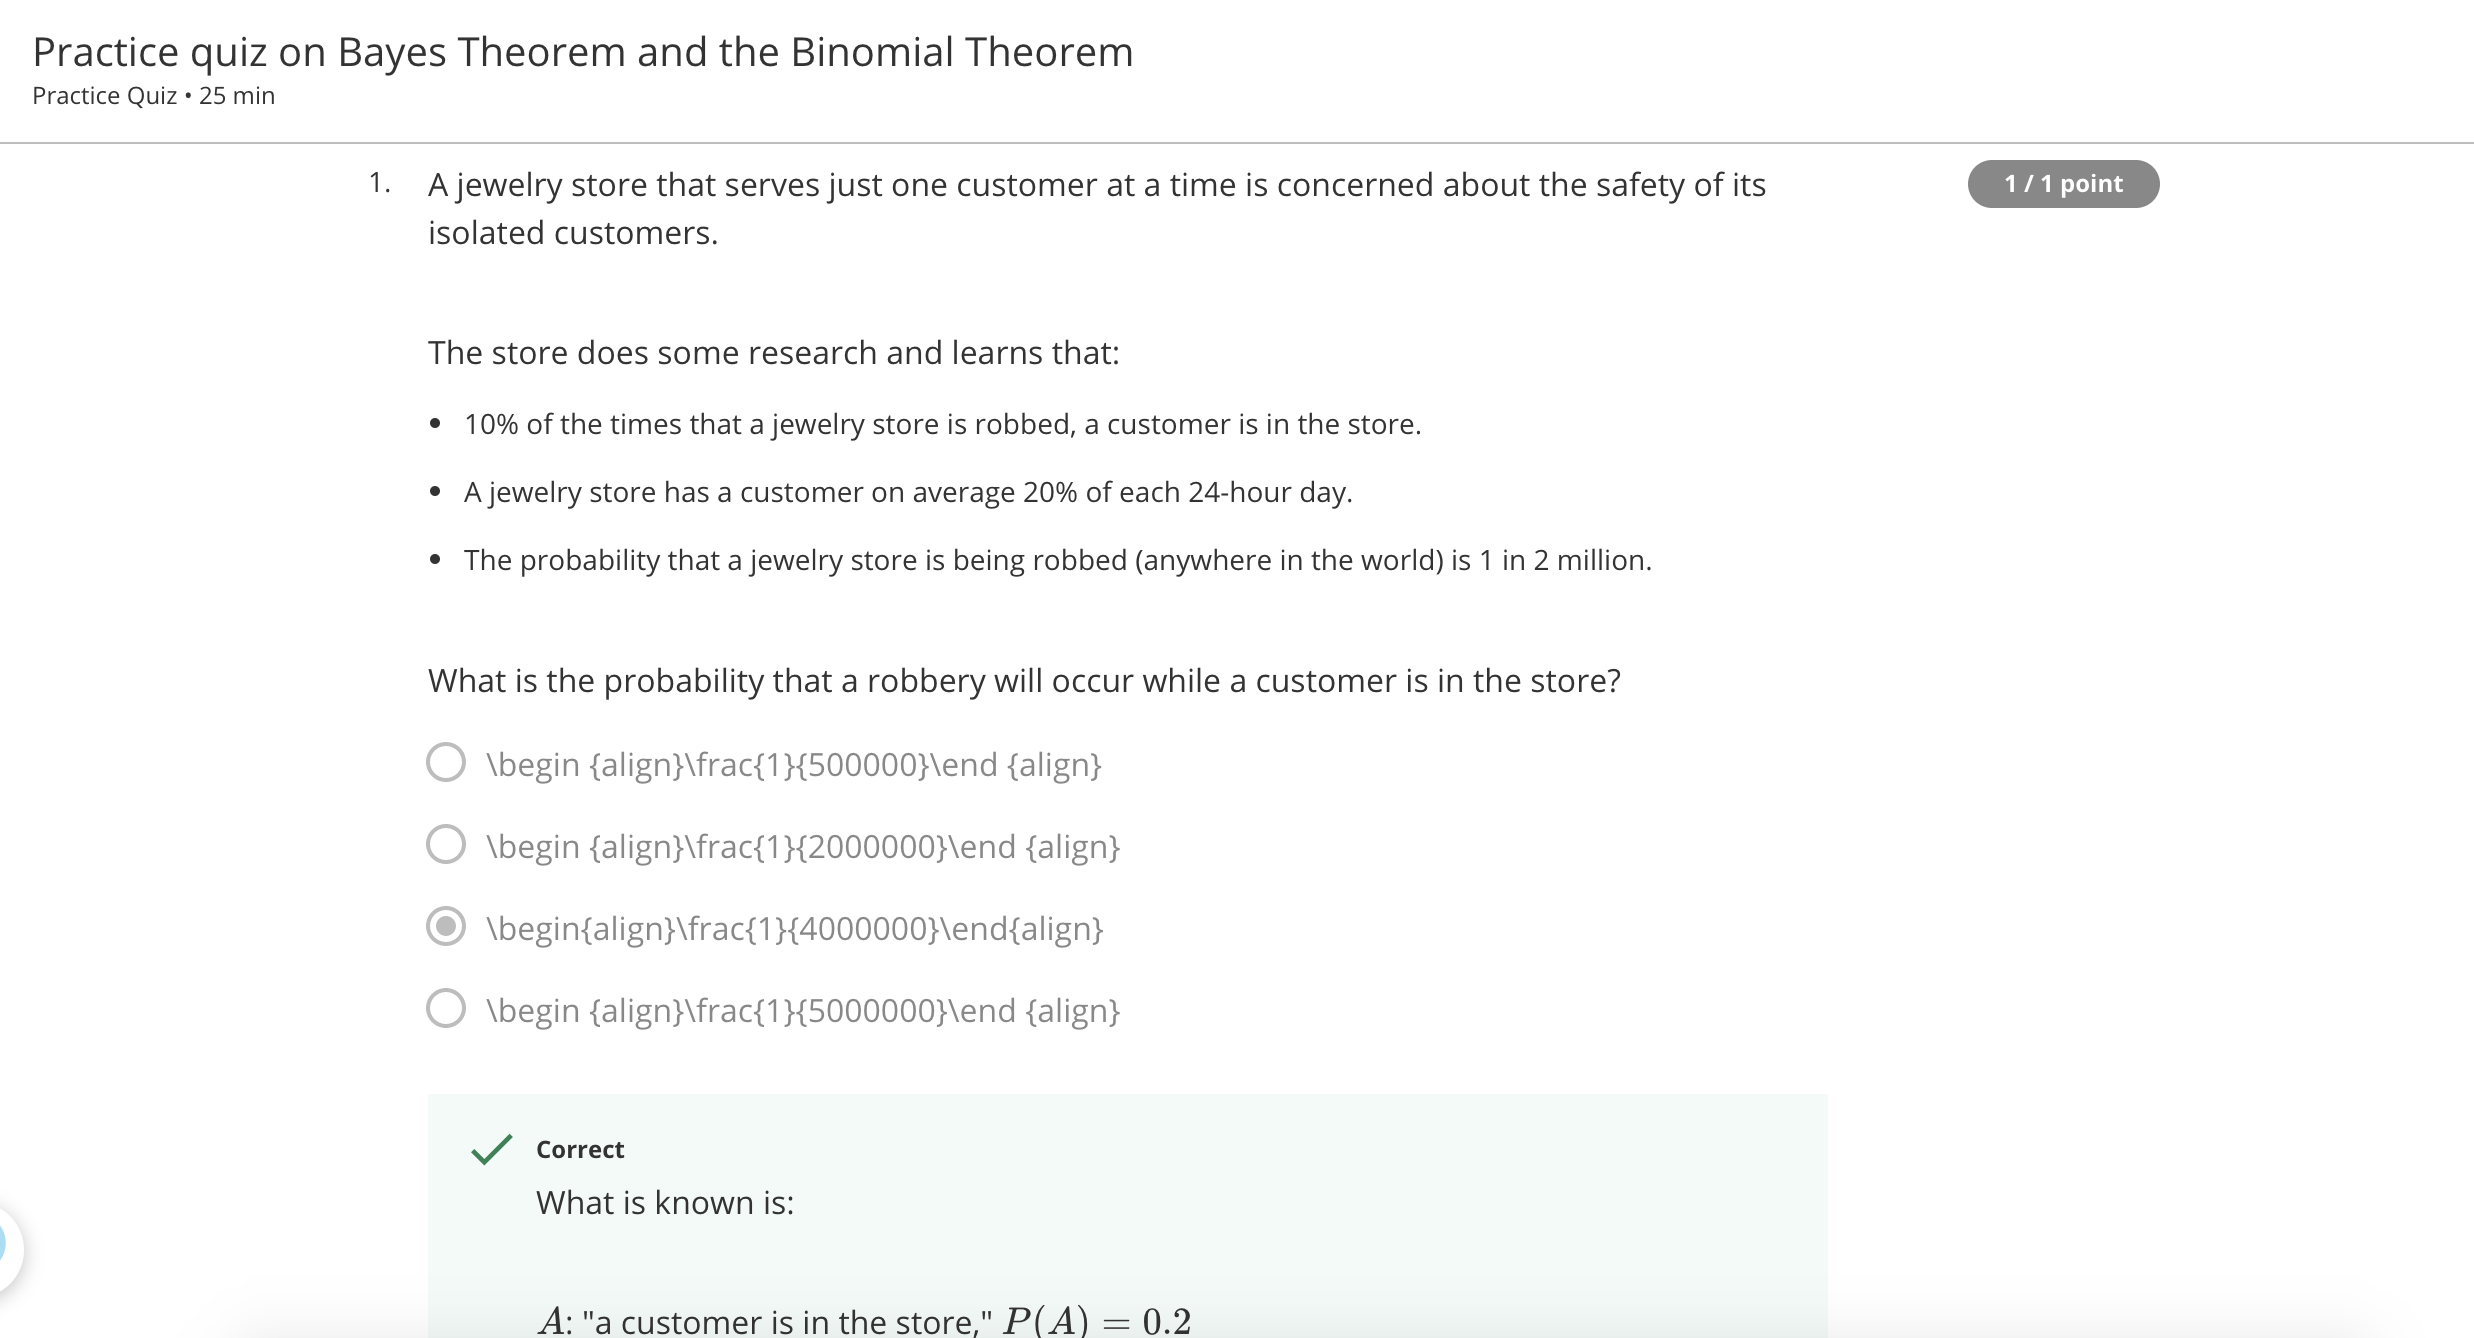 Practice quiz on Bayes Theorem and the Binomial Theorem
Practice Quiz • 25 min
1. A jewelry store that serves just one customer at a time is concerned about the safety of its
isolated customers.
1 / 1 point
The store does some research and learns that:
• 10% of the times that a jewelry store is robbed, a customer is in the store.
• A jewelry store has a customer on average 20% of each 24-hour day.
• The probability that a jewelry store is being robbed (anywhere in the world) is 1 in 2 million.
What is the probability that a robbery will occur while a customer is in the store?
\begin {align}\frac{1}{500000}\end {align}
\begin {align}\frac{1}{2000000}\end {align}
\begin{align}\frac{1}{4000000}\end{align}
\begin {align}\frac{1}{5000000}\end {align}
Correct
What is known is:
A: "a customer is in the store," P(A) = 0.2